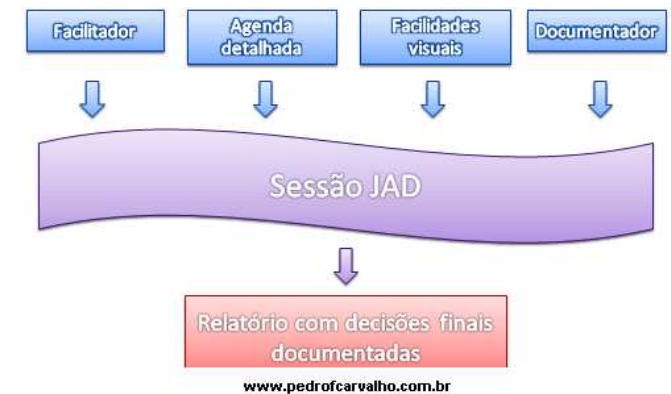 Facilitador
Agenda
detalhada
Facilidades
visuais
Documentador
Sessão JAD
Relatório com decisões finais
documentadas
www.pedrofcarvalho.com.br